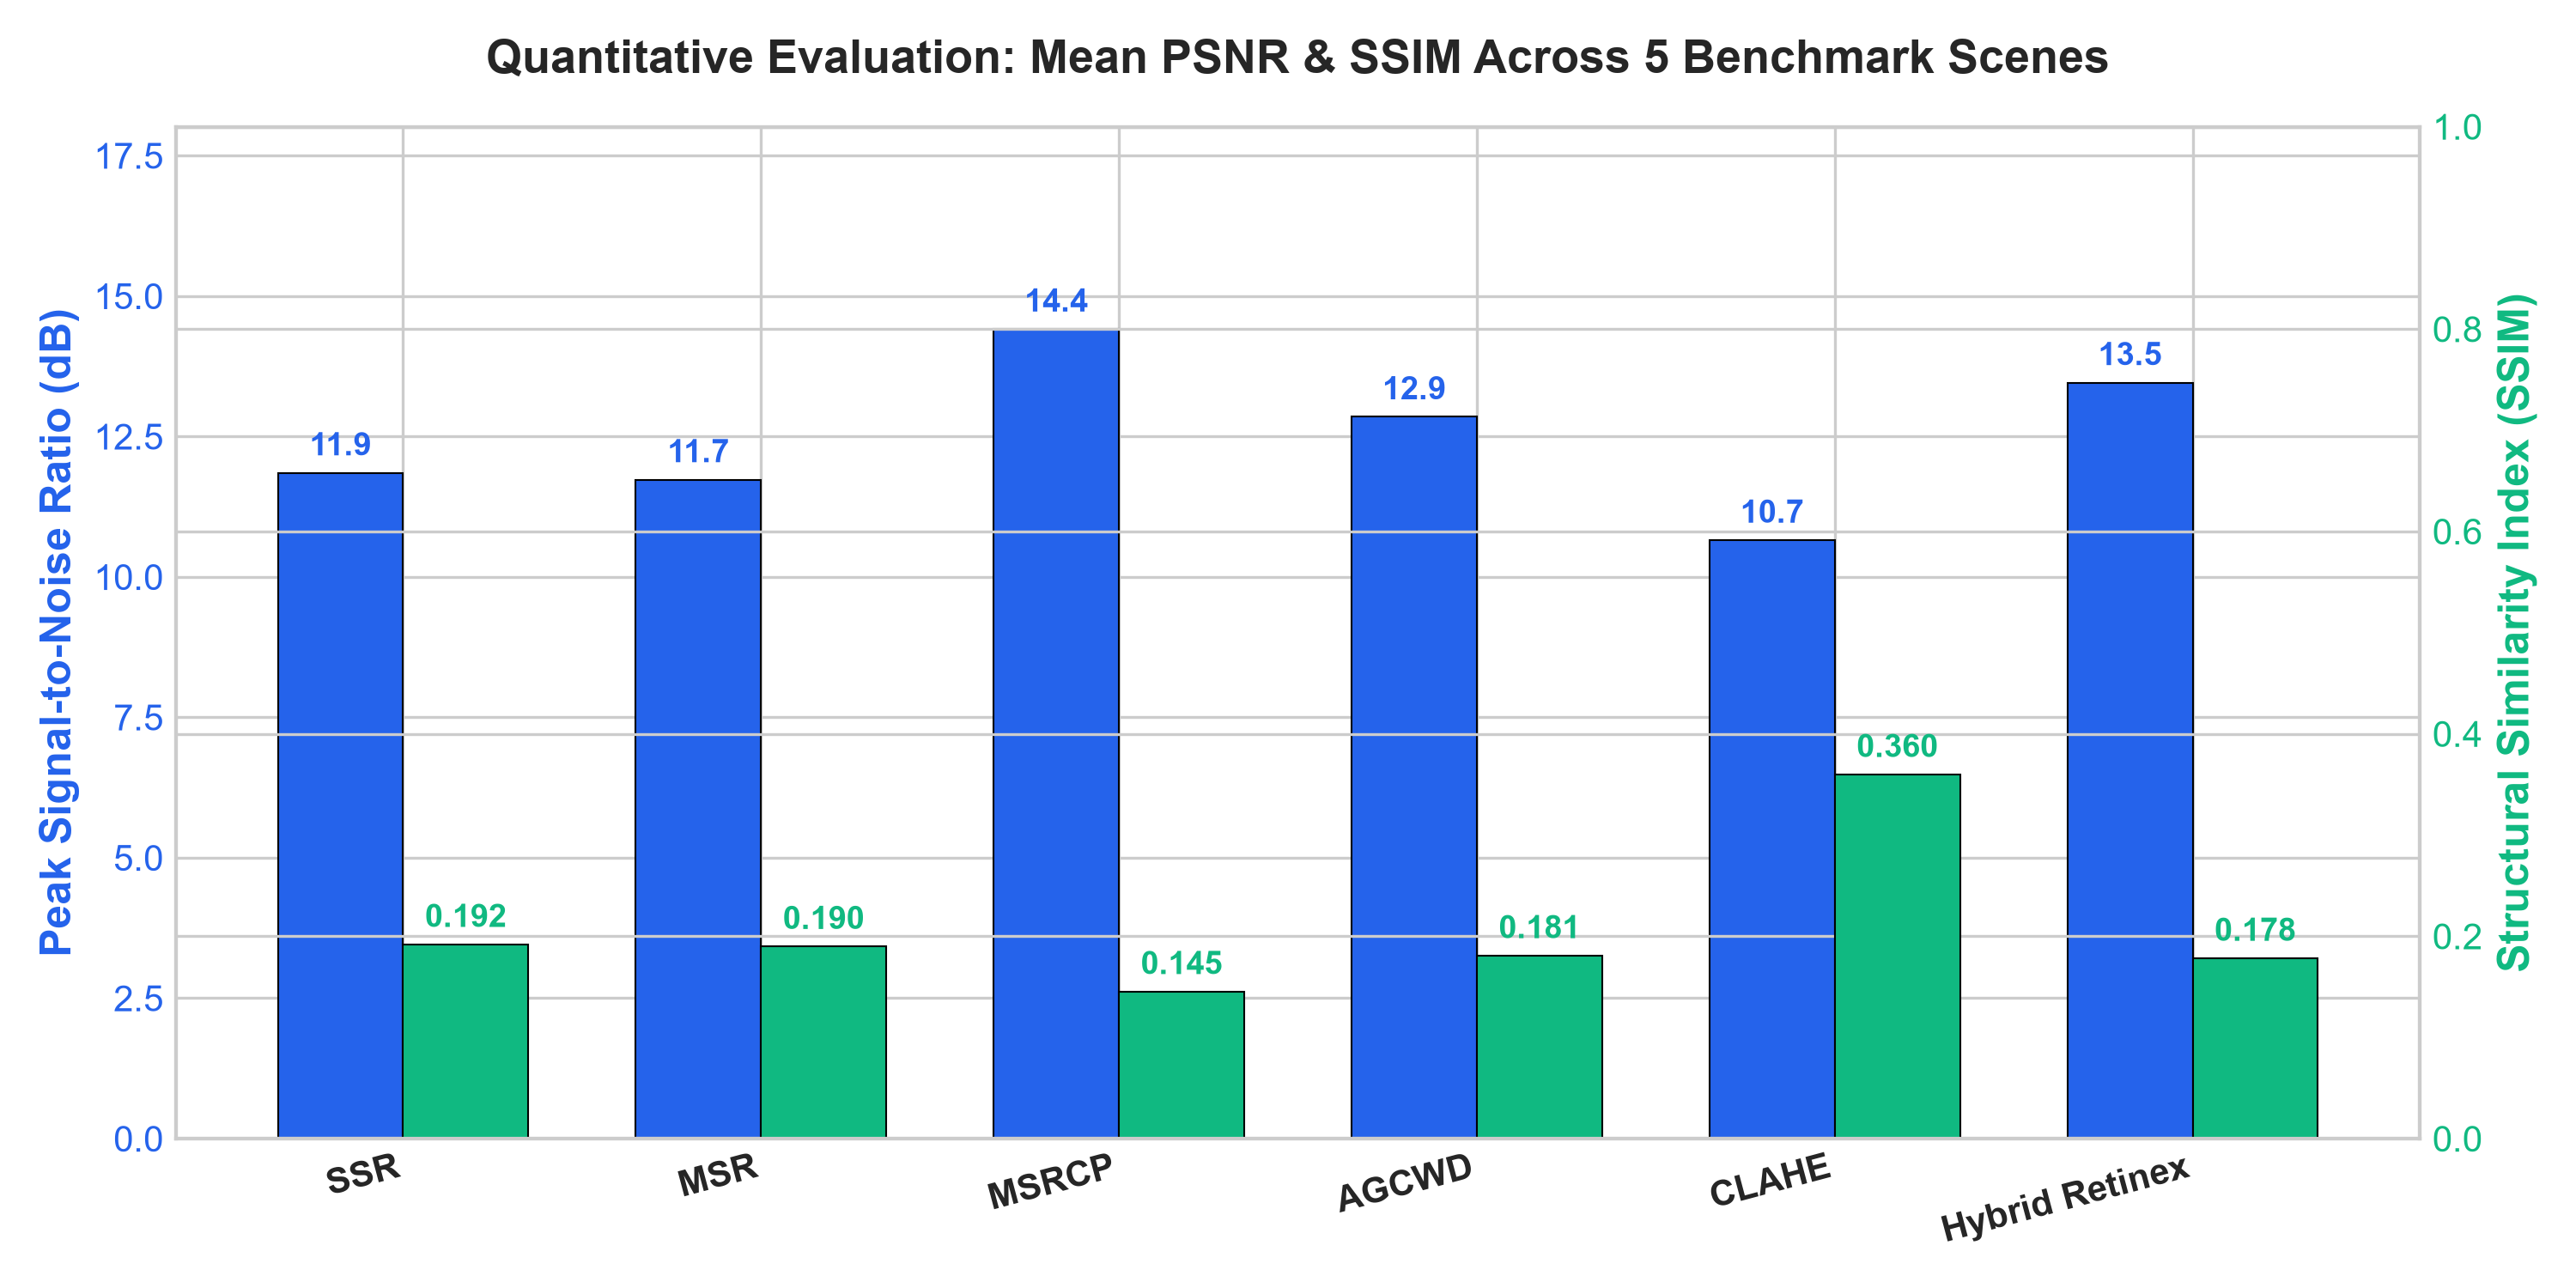 Quantitative Evaluation: Mean PSNR & SSIM Across 5 Benchmark Scenes
Peak Signal-to-Noise Ratio (dB)
17.5
15.0
12.5
10.0
7.5
5.0
2.5
0.0
11.9
0.192
11.7
0.190
14.4
0.145
12.9
0.181
10.7
0.360
13.5
0.178
1.0
0.8
0.6
0.4
0.2
0.0
Structural Similarity Index (SSIM)
SSR
MSR
MSRCP
AGCWD
CLAHE
Hybrid Retinex